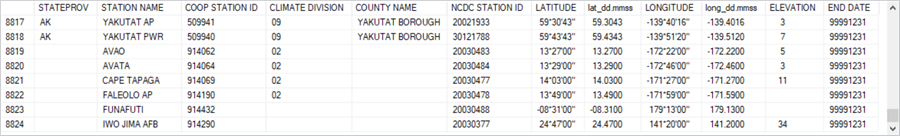 STATEPROV STATION NAME COOP STATION ID CLIMATE DIVISION COUNTY NAME NCDC STATION ID LATITUDE lat_dd.mmss LONGITUDE long_dd.mmss ELEVATION END DATE
8817 AK YAKUTAT AP 509941 09 YAKUTAT BOROUGH 20021933 59°30'43" 59.3043 -139°40'16" -139.4016 3 99991231
8818 AK YAKUTAT PWR 509940 09 YAKUTAT BOROUGH 30121788 59°43'43" 59.4343 -139°51'20" -139.5120 7 99991231
8819 AVAO 914062 02 20030483 13°27'00" 13.2700 -172°22'00" -172.2200 5 99991231
8820 AVATA 914064 02 20030484 13°29'00" 13.2900 -172°46'00" -172.4600 3 99991231
8821 CAPE TAPAGA 914069 02 20030477 14°03'00" 14.0300 -171°27'00" -171.2700 11 99991231
8822 FALEOLO AP 914190 02 20030478 13°49'00" 13.4900 -171°59'00" -171.5900 99991231
8823 FUNAFUTI 914432 20030488 -08°31'00" -08.3100 179°13'00" 179.1300 99991231
8824 IWO JIMA AFB 914290 20030377 24°47'00" 24.4700 141°20'00" 141.2000 34 99991231